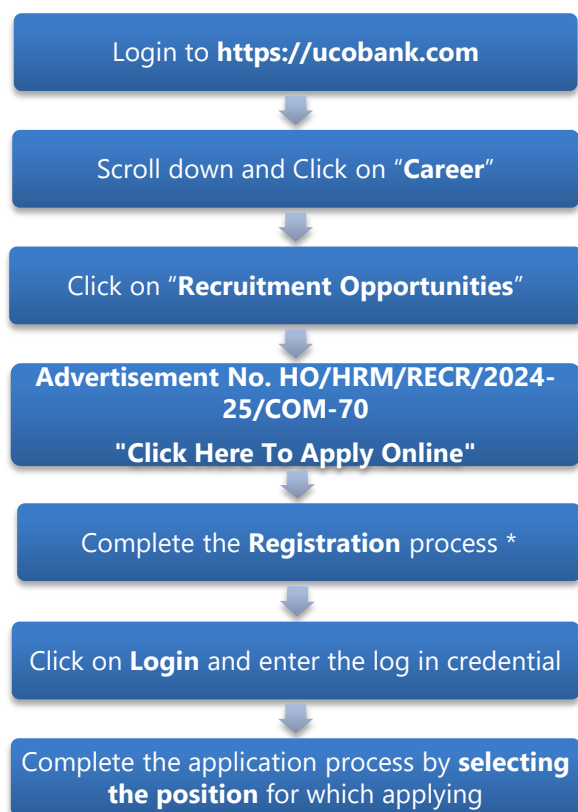 Login to https://ucobank.com
Scroll down and Click on “Career”
Click on “Recruitment Opportunities”
Advertisement No. HO/HRM/RECR/2024-
25/COM-70
"Click Here To Apply Online"
Complete the Registration process *
Click on Login and enter the log in credential
Complete the application process by selecting
the position for which applying